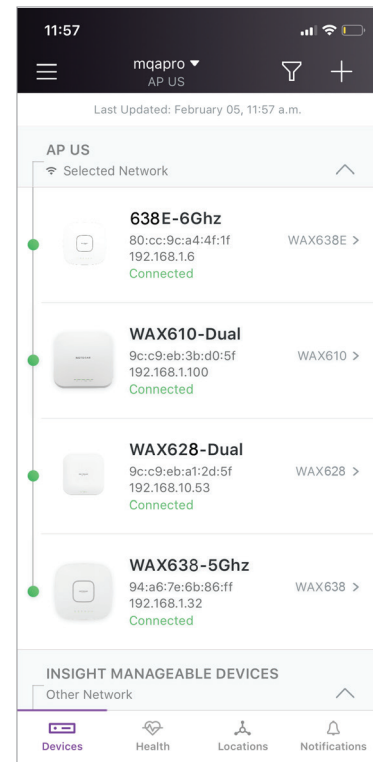 11:57
mqapro ▼
AP US
Last Updated: February 05, 11:57 a.m.
AP US
Selected Network
638E-6Ghz
80:cc:9c:a4:4f:1f
WAX638E >
192.168.1.6
Connected
WAX610-Dual
9c:c9:eb:3b:d0:5f
WAX610 >
192.168.1.100
Connected
WAX628-Dual
9c:c9:eb:a1:2d:5f
WAX628 >
192.168.10.53
Connected
WAX638-5Ghz
94:a6:7e:6b:86:ff
WAX638 >
192.168.1.32
Connected
INSIGHT MANAGEABLE DEVICES
Other Network
Devices Health Locations Notifications